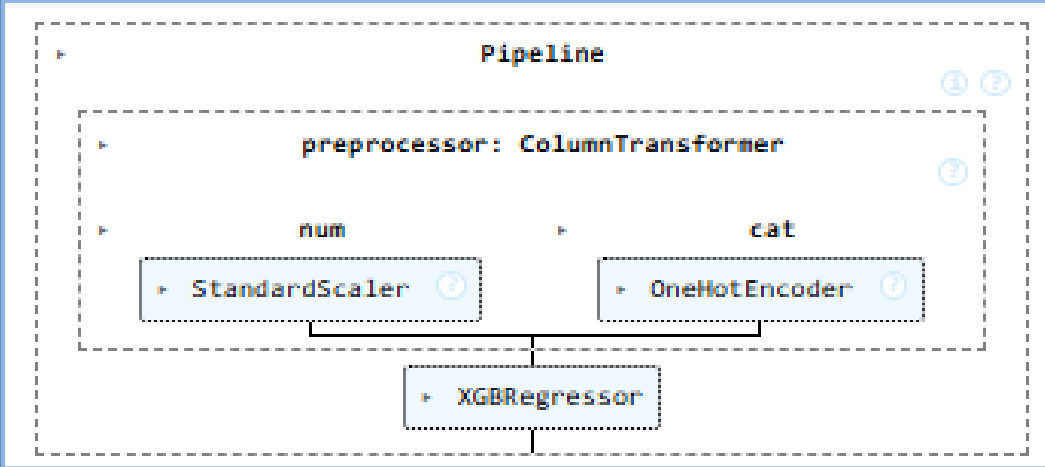 Pipeline
i ?
preprocessor: ColumnTransformer
?
num cat
StandardScaler ? OneHotEncoder ?
XGBRegressor